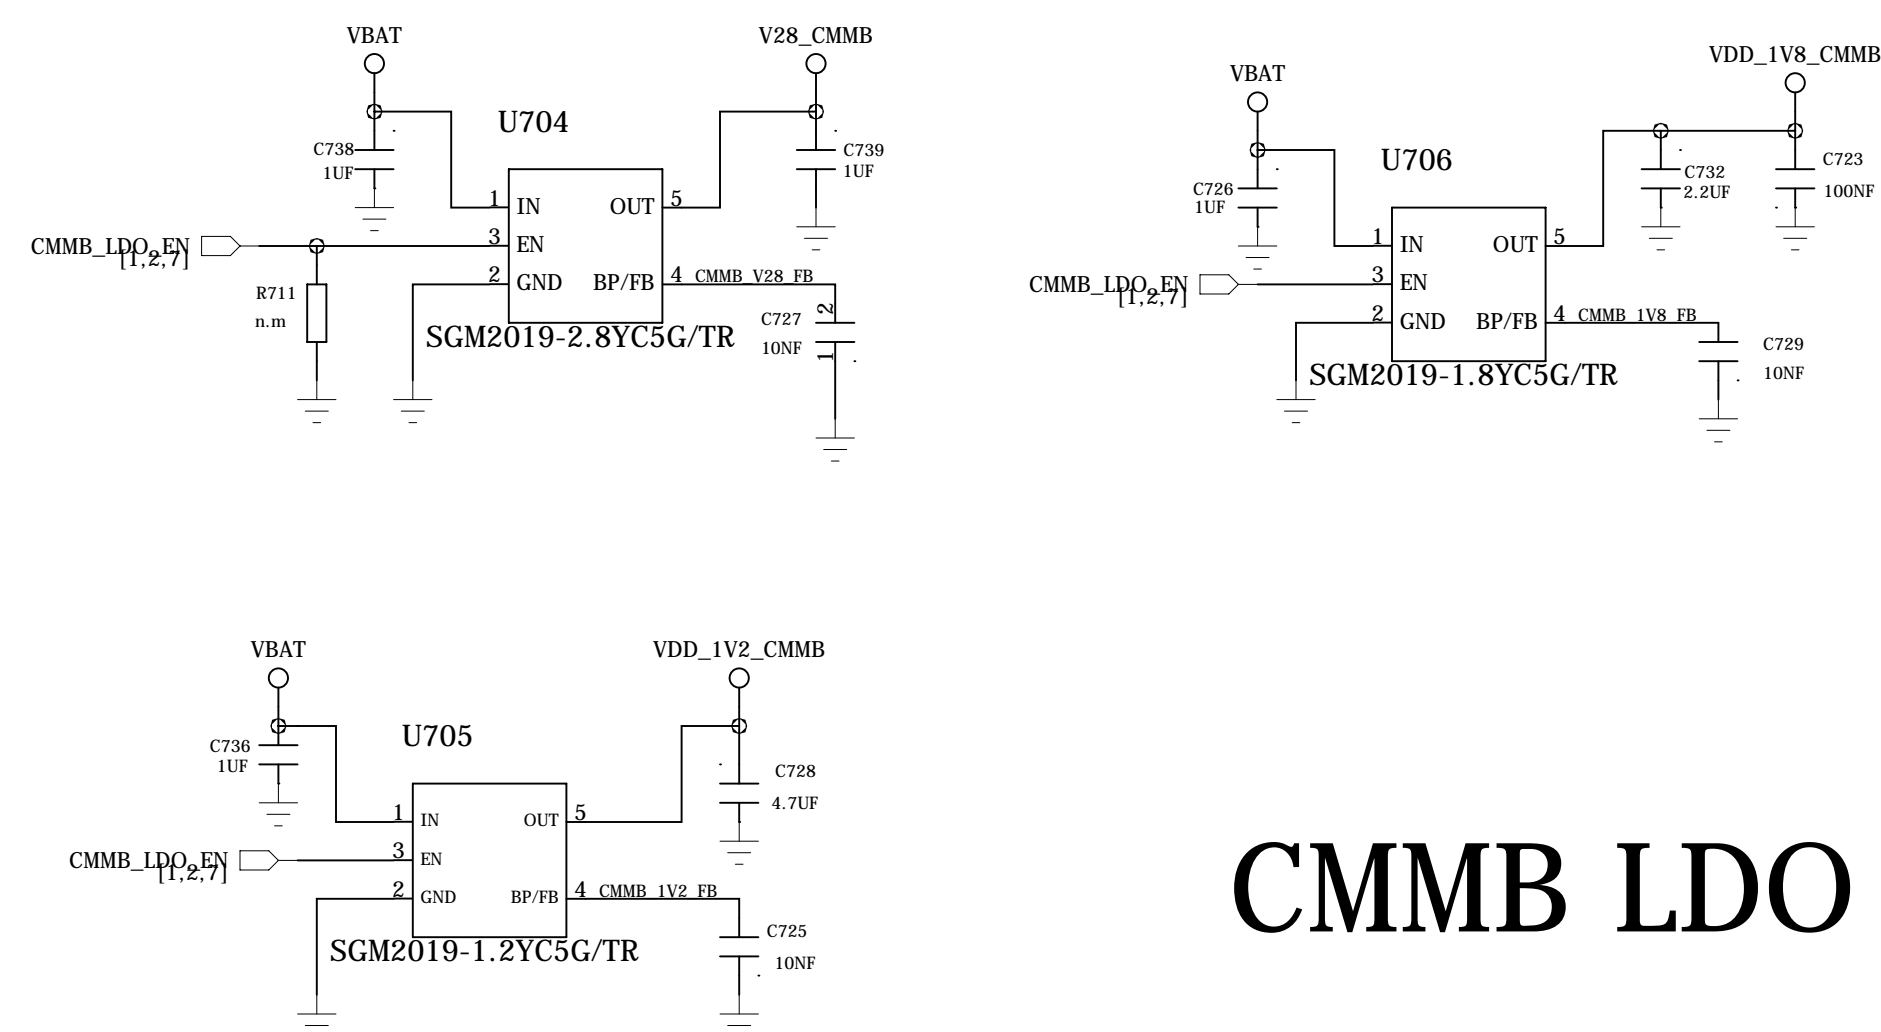 VBAT
V28_CMMB
U704
C738
1UF
C739
1UF
1
IN
OUT
5
CMMB_LDO_EN
[1,2,7]
3
EN
2
GND
BP/FB
4
CMMB_V28_FB
R711
n.m
2
C727
10NF
1
SGM2019-2.8YC5G/TR
VBAT
VDD_1V8_CMMB
U706
C726
1UF
C732
2.2UF
C723
100NF
1
IN
OUT
5
CMMB_LDO_EN
[1,2,7]
3
EN
2
GND
BP/FB
4
CMMB_1V8_FB
C729
10NF
SGM2019-1.8YC5G/TR
VBAT
VDD_1V2_CMMB
U705
C736
1UF
C728
4.7UF
1
IN
OUT
5
CMMB_LDO_EN
[1,2,7]
3
EN
2
GND
BP/FB
4
CMMB_1V2_FB
C725
10NF
SGM2019-1.2YC5G/TR
CMMB LDO